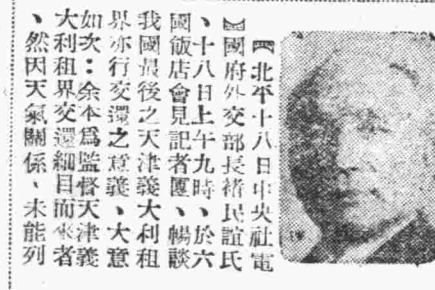 【北平十八日中央社電
】國府外交部長褚民誼氏
、十八日上午九時、於六
國飯店會見記者團、暢談
我國最後之天津義大利租
界亦行交還之意義、大意
如次：余本爲監督天津義
大利租界交還細目而來者
、然因天氣關係、未能列